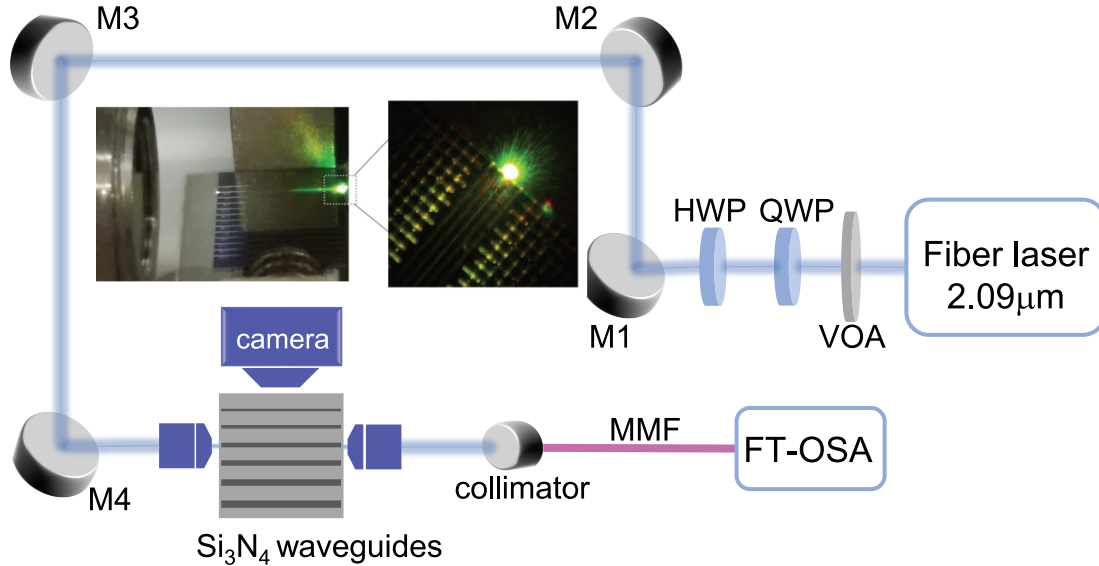 M3
M2
HWP
QWP
Fiber laser
2.09μm
M1
VOA
camera
MMF
FT-OSA
M4
collimator
Si₃N₄ waveguides